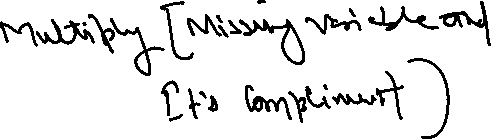 Multiply [Missing variable and
It's compliment)